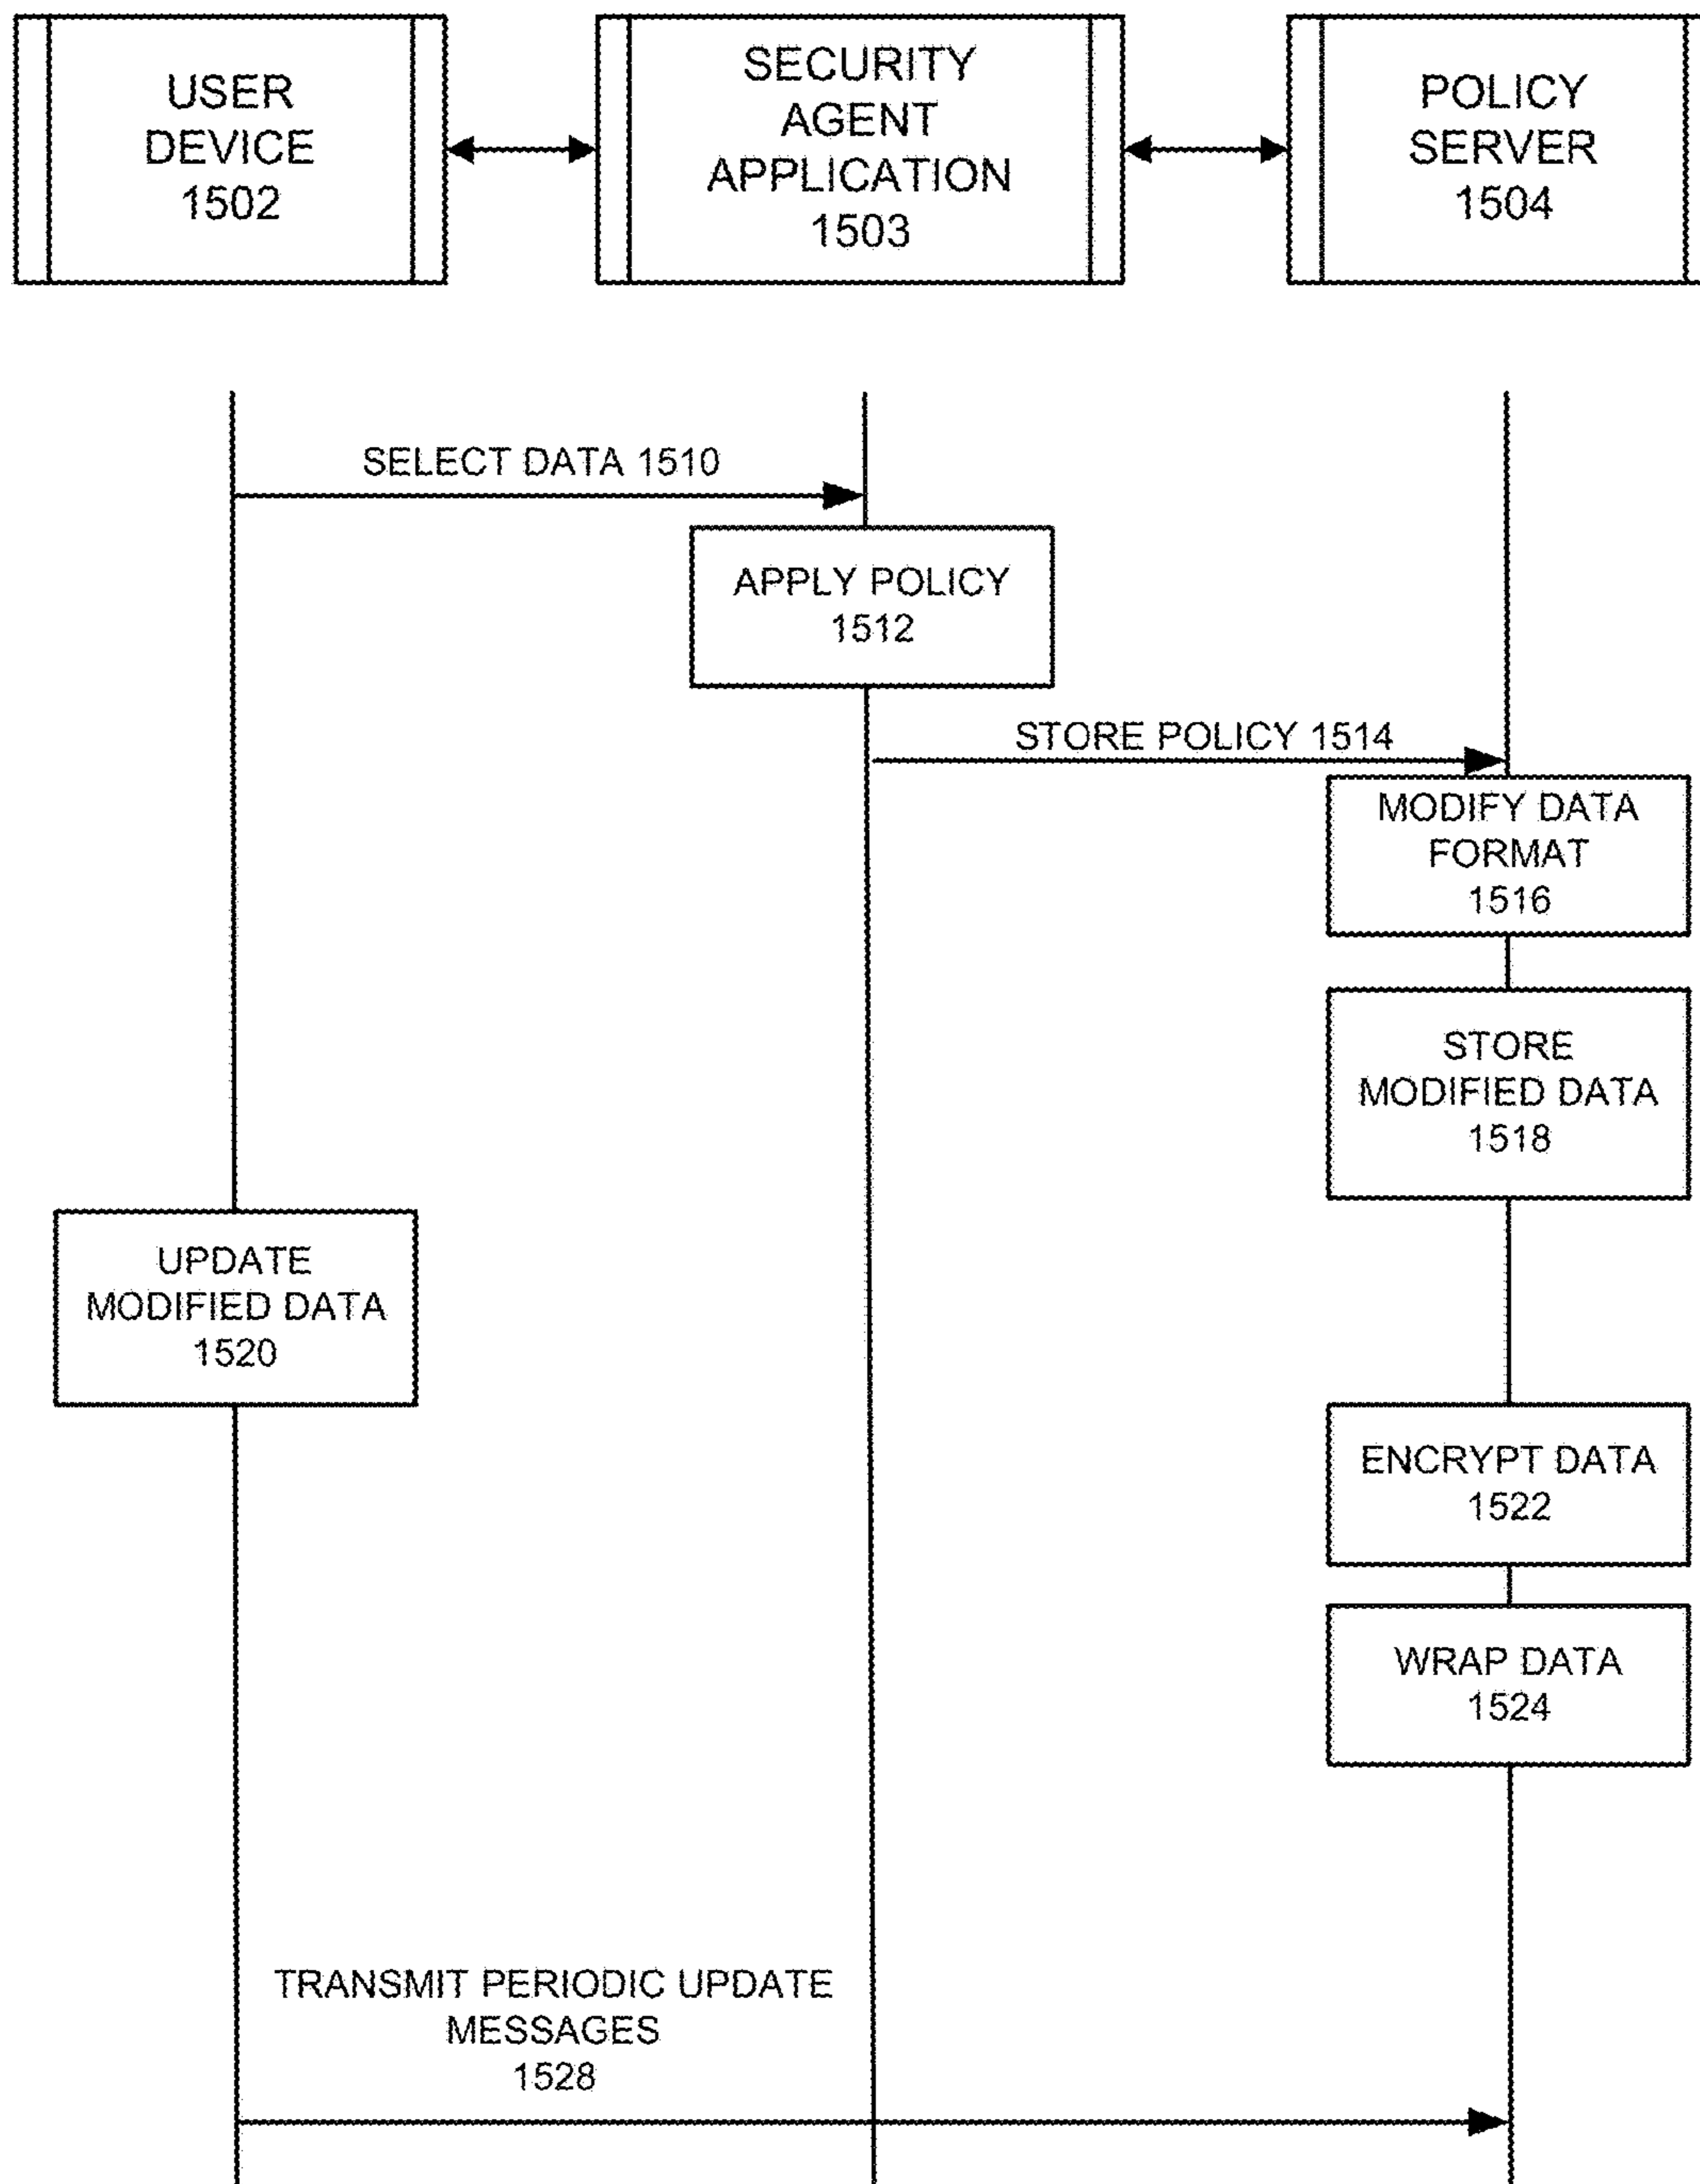 USER
DEVICE
1502
SECURITY
AGENT
APPLICATION
1503
POLICY
SERVER
1504
SELECT DATA 1510
APPLY POLICY
1512
STORE POLICY 1514
MODIFY DATA
FORMAT
1516
STORE
MODIFIED DATA
1518
UPDATE
MODIFIED DATA
1520
ENCRYPT DATA
1522
WRAP DATA
1524
TRANSMIT PERIODIC UPDATE
MESSAGES
1528